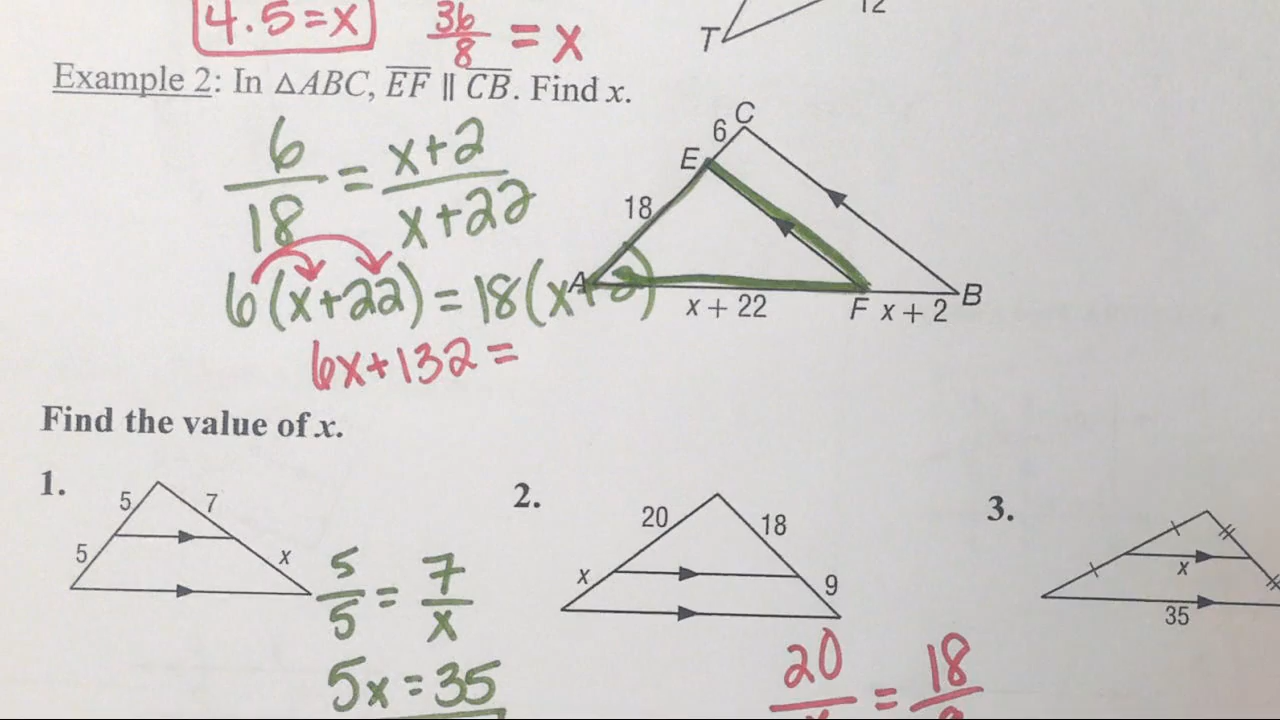 4.5=x
36/8 = x
T
12
Example 2: In △ABC, EF ∥ CB. Find x.
6/18 = x+2/x+22
6(x+22) = 18(x+2)
6x+132 =
C
6
E
18
A
x + 22
F
x + 2
B
Find the value of x.
1.
5
7
5
x
5/5 = 7/x
5x = 35
2.
20
18
x
9
20/x = 18/9
3.
x
35